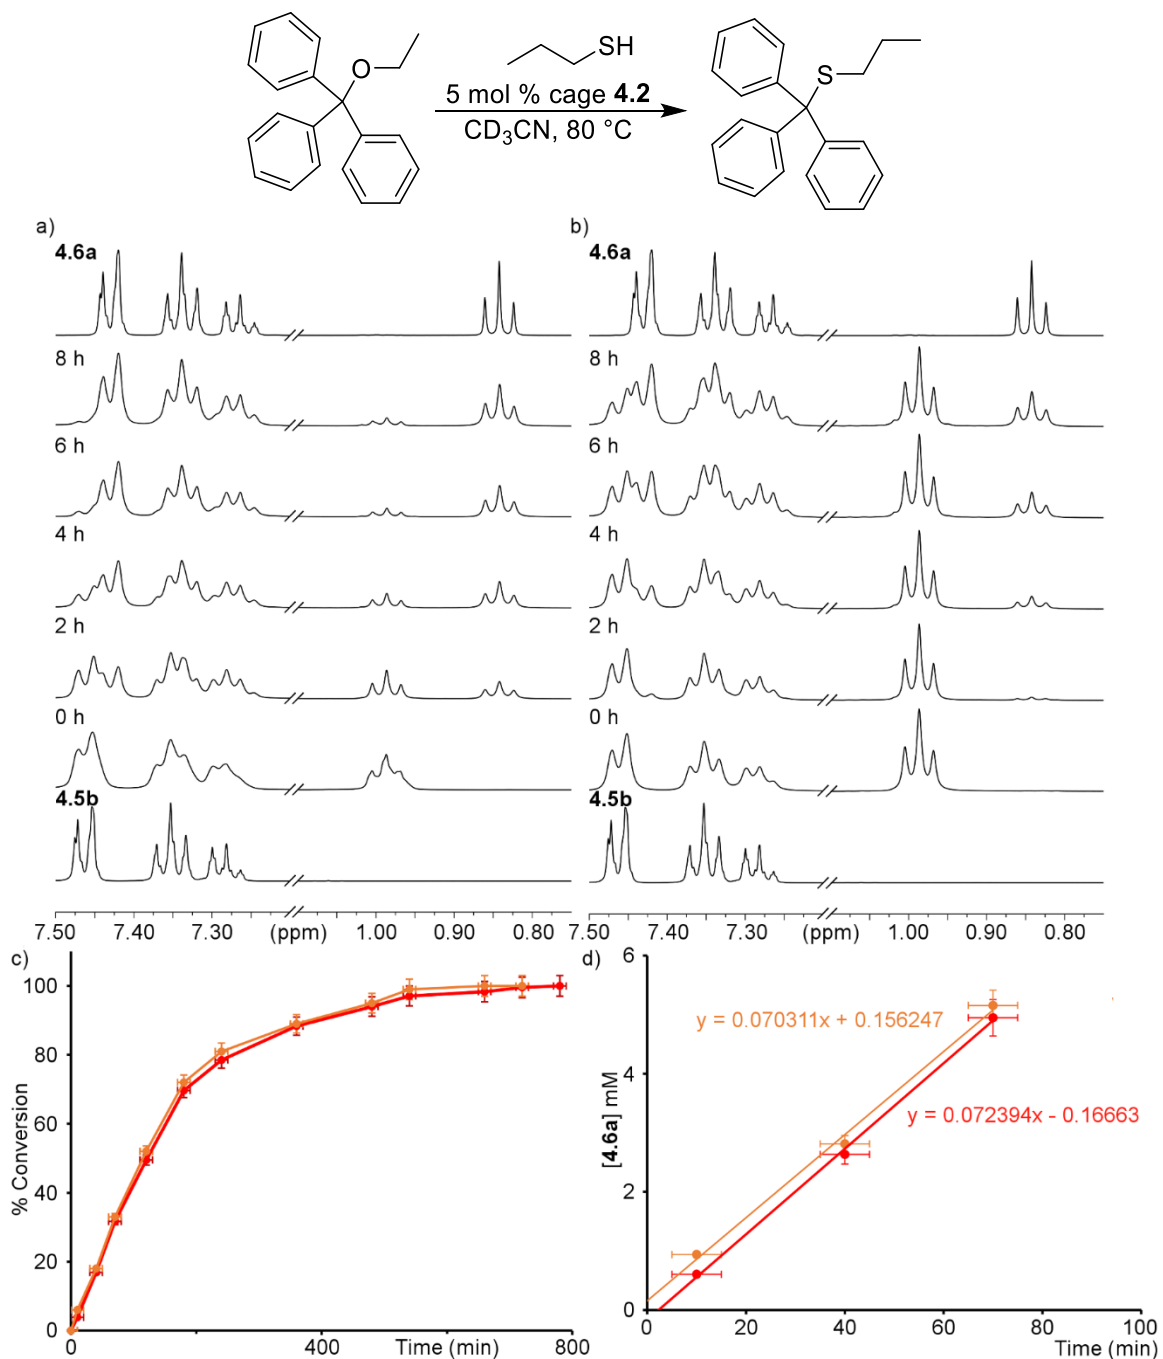 O
SH
S
5 mol % cage 4.2
CD3CN, 80 °C
a)
b)
4.6a
4.6a
8 h
8 h
6 h
6 h
4 h
4 h
2 h
2 h
0 h
0 h
4.5b
4.5b
7.50 7.40 7.30 (ppm) 1.00 0.90 0.80
7.50 7.40 7.30 (ppm) 1.00 0.90 0.80
c)
% Conversion
100
80
60
40
20
0
0 400 800
Time (min)
d)
[4.6a] mM
6
4
2
0
y = 0.070311x + 0.156247
y = 0.072394x - 0.16663
0 20 40 60 80 100
Time (min)